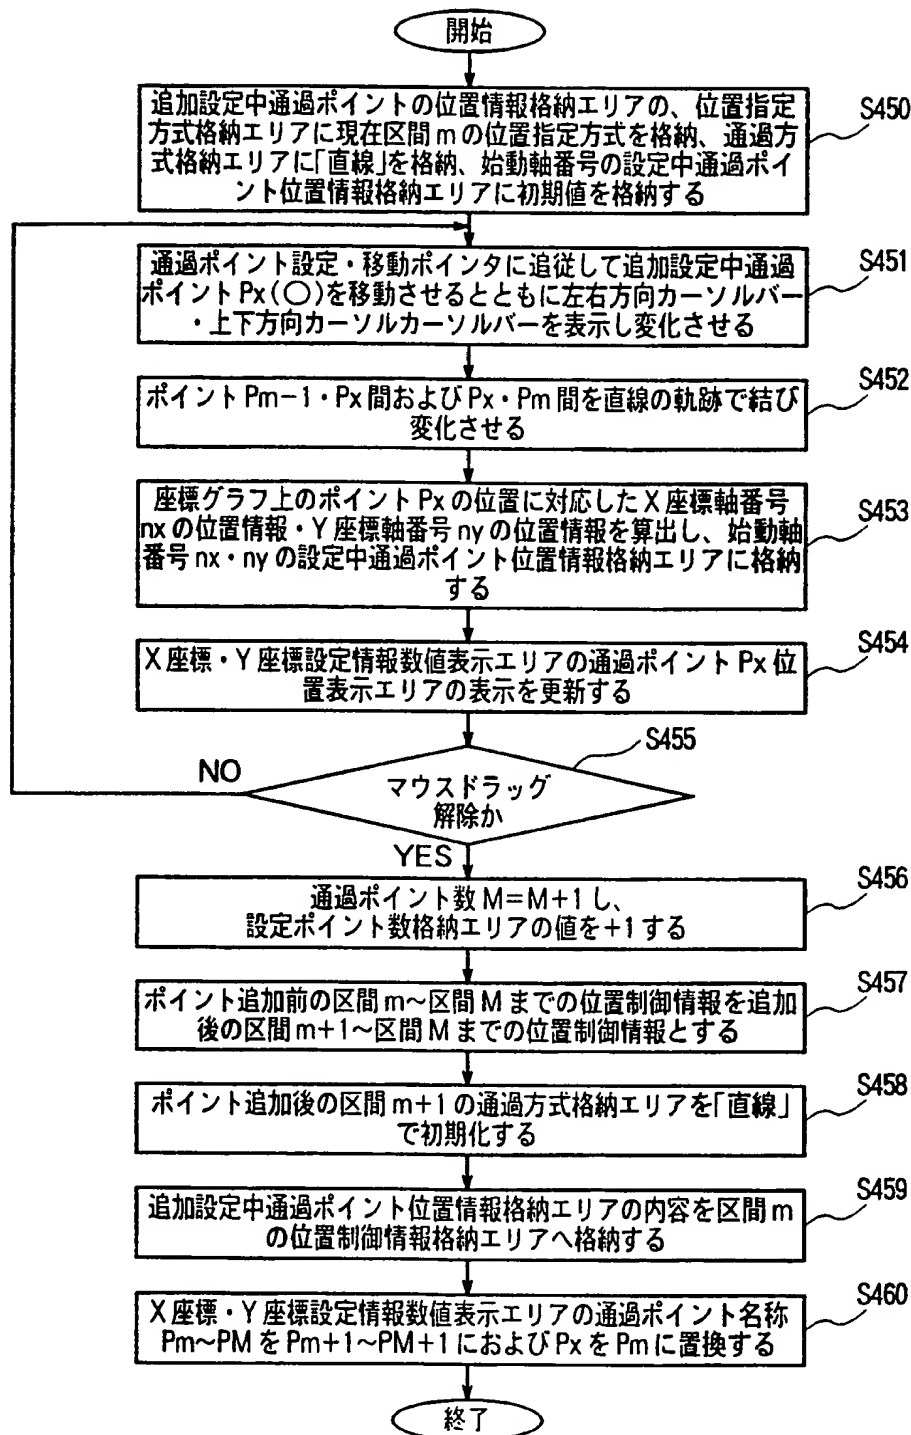 開始
追加設定中通過ポイントの位置情報格納エリアの、位置指定
方式格納エリアに現在区間mの位置指定方式を格納、通過方
式格納エリアに「直線」を格納、始動軸番号の設定中通過ポイ
ント位置情報格納エリアに初期値を格納する
S450
通過ポイント設定・移動ポインタに追従して追加設定中通過
ポイントPx(○)を移動させるとともに左右方向カーソルバー
・上下方向カーソルカーソルバーを表示し変化させる
S451
ポイントPm-1・Px間およびPx・Pm間を直線の軌跡で結び
変化させる
S452
座標グラフ上のポイントPxの位置に対応したX座標軸番号
nxの位置情報・Y座標軸番号nyの位置情報を算出し、始動軸
番号nx・nyの設定中通過ポイント位置情報格納エリアに格納
する
S453
X座標・Y座標設定情報数値表示エリアの通過ポイントPx位
置表示エリアの表示を更新する
S454
S455
NO
マウスドラッグ
解除か
YES
通過ポイント数M=M+1し、
設定ポイント数格納エリアの値を+1する
S456
ポイント追加前の区間m~区間Mまでの位置制御情報を追加
後の区間m+1~区間Mまでの位置制御情報とする
S457
ポイント追加後の区間m+1の通過方式格納エリアを「直線」
で初期化する
S458
追加設定中通過ポイント位置情報格納エリアの内容を区間m
の位置制御情報格納エリアへ格納する
S459
X座標・Y座標設定情報数値表示エリアの通過ポイント名称
Pm~PMをPm+1~PM+1におよびPxをPmに置換する
S460
終了